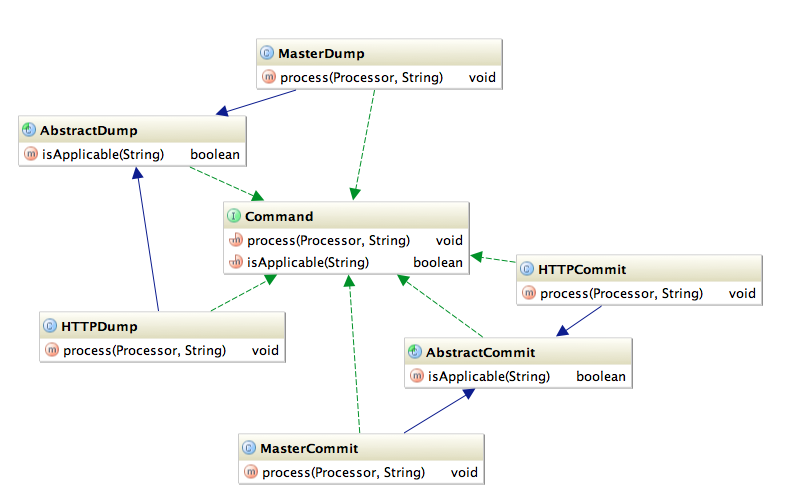 MasterDump
process(Processor, String) void
AbstractDump
isApplicable(String) boolean
Command
process(Processor, String) void
isApplicable(String) boolean
HTTPCommit
process(Processor, String) void
HTTPDump
process(Processor, String) void
AbstractCommit
isApplicable(String) boolean
MasterCommit
process(Processor, String) void